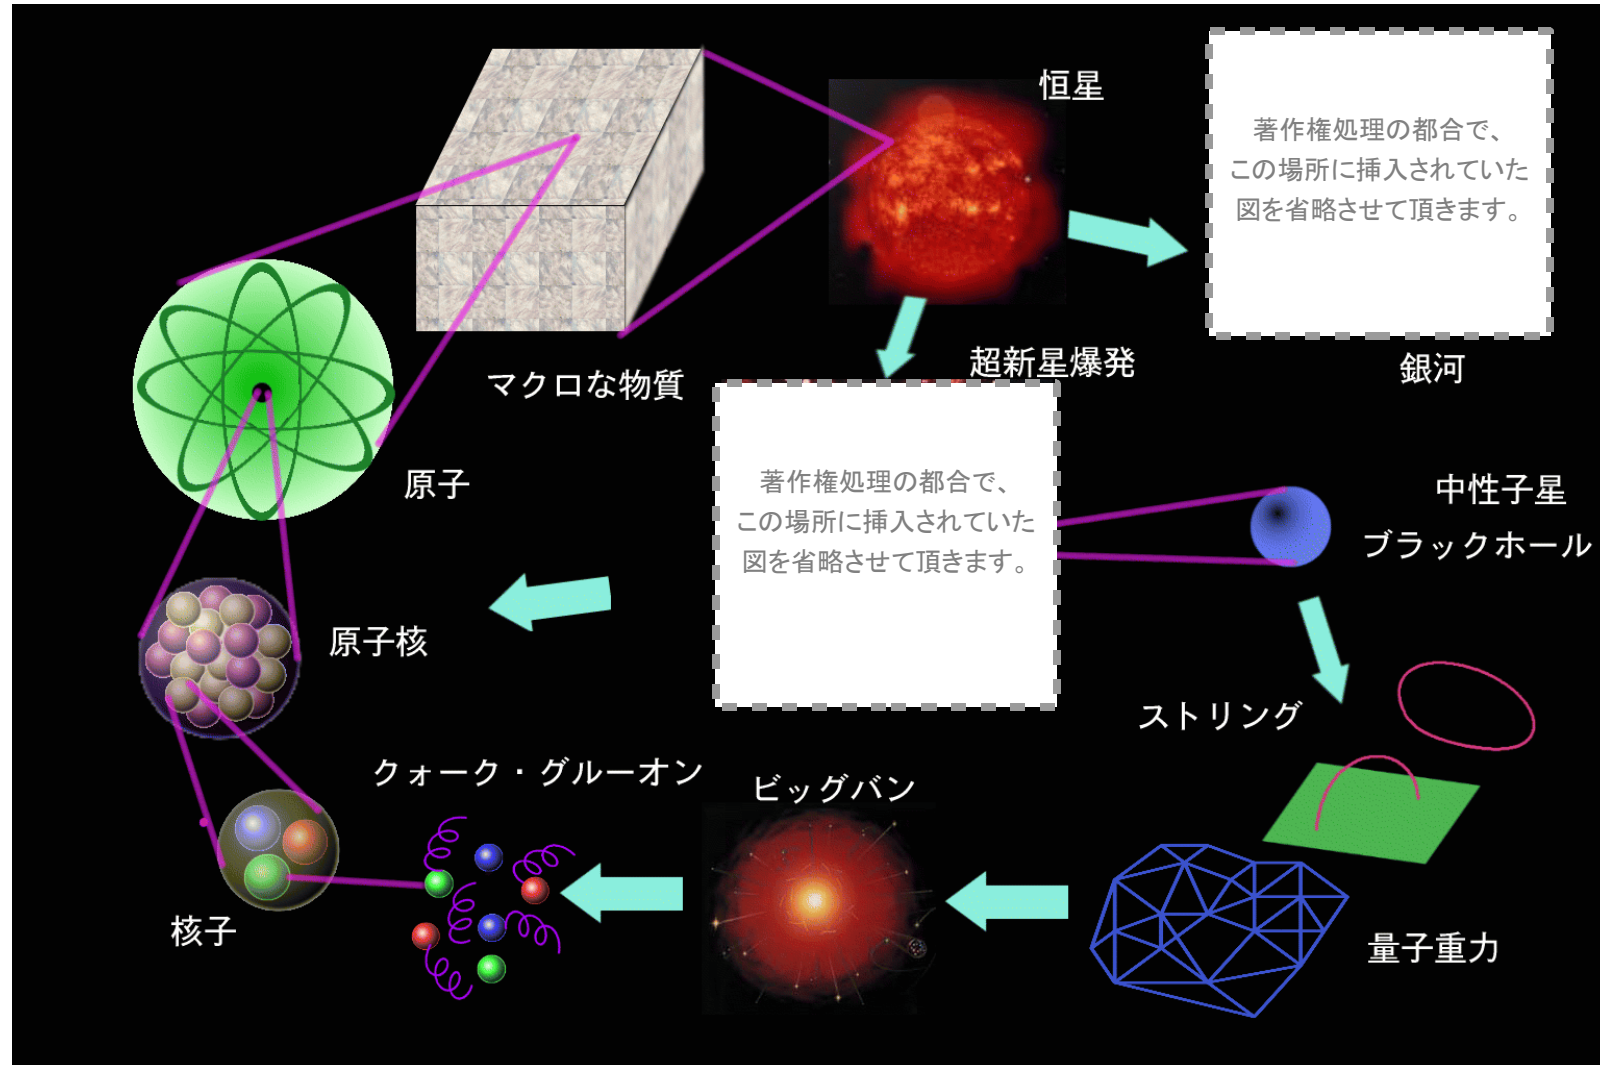 恒星
著作権処理の都合で、
この場所に挿入されていた
図を省略させて頂きます。
銀河
超新星爆発
マクロな物質
著作権処理の都合で、
この場所に挿入されていた
図を省略させて頂きます。
原子
中性子星
ブラックホール
原子核
ストリング
クォーク・グルーオン
ビッグバン
核子
量子重力